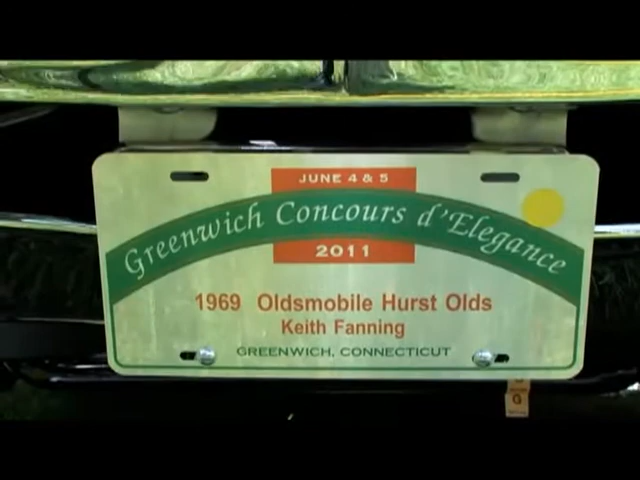 JUNE 4 & 5
Greenwich Concours d'Elegance
2011
1969 Oldsmobile Hurst Olds
Keith Fanning
GREENWICH, CONNECTICUT
G